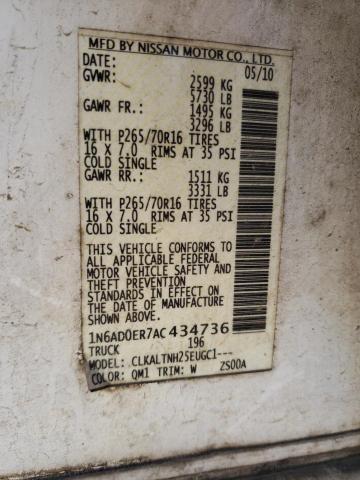 MFD BY NISSAN MOTOR CO., LTD.
DATE: 05/10
GVWR: 2599 KG
5730 LB
GAWR FR.: 1495 KG
3296 LB
WITH P265/70R16 TIRES
16 X 7.0 RIMS AT 35 PSI
COLD SINGLE
GAWR RR.: 1511 KG
3331 LB
WITH P265/70R16 TIRES
16 X 7.0 RIMS AT 35 PSI
COLD SINGLE
THIS VEHICLE CONFORMS TO
ALL APPLICABLE FEDERAL
MOTOR VEHICLE SAFETY AND
THEFT PREVENTION
STANDARDS IN EFFECT ON
THE DATE OF MANUFACTURE
SHOWN ABOVE.
1N6AD0ER7AC434736
TRUCK 196
MODEL: CLKALTNH25EUGC1---
COLOR: QM1 TRIM: W ZS00A